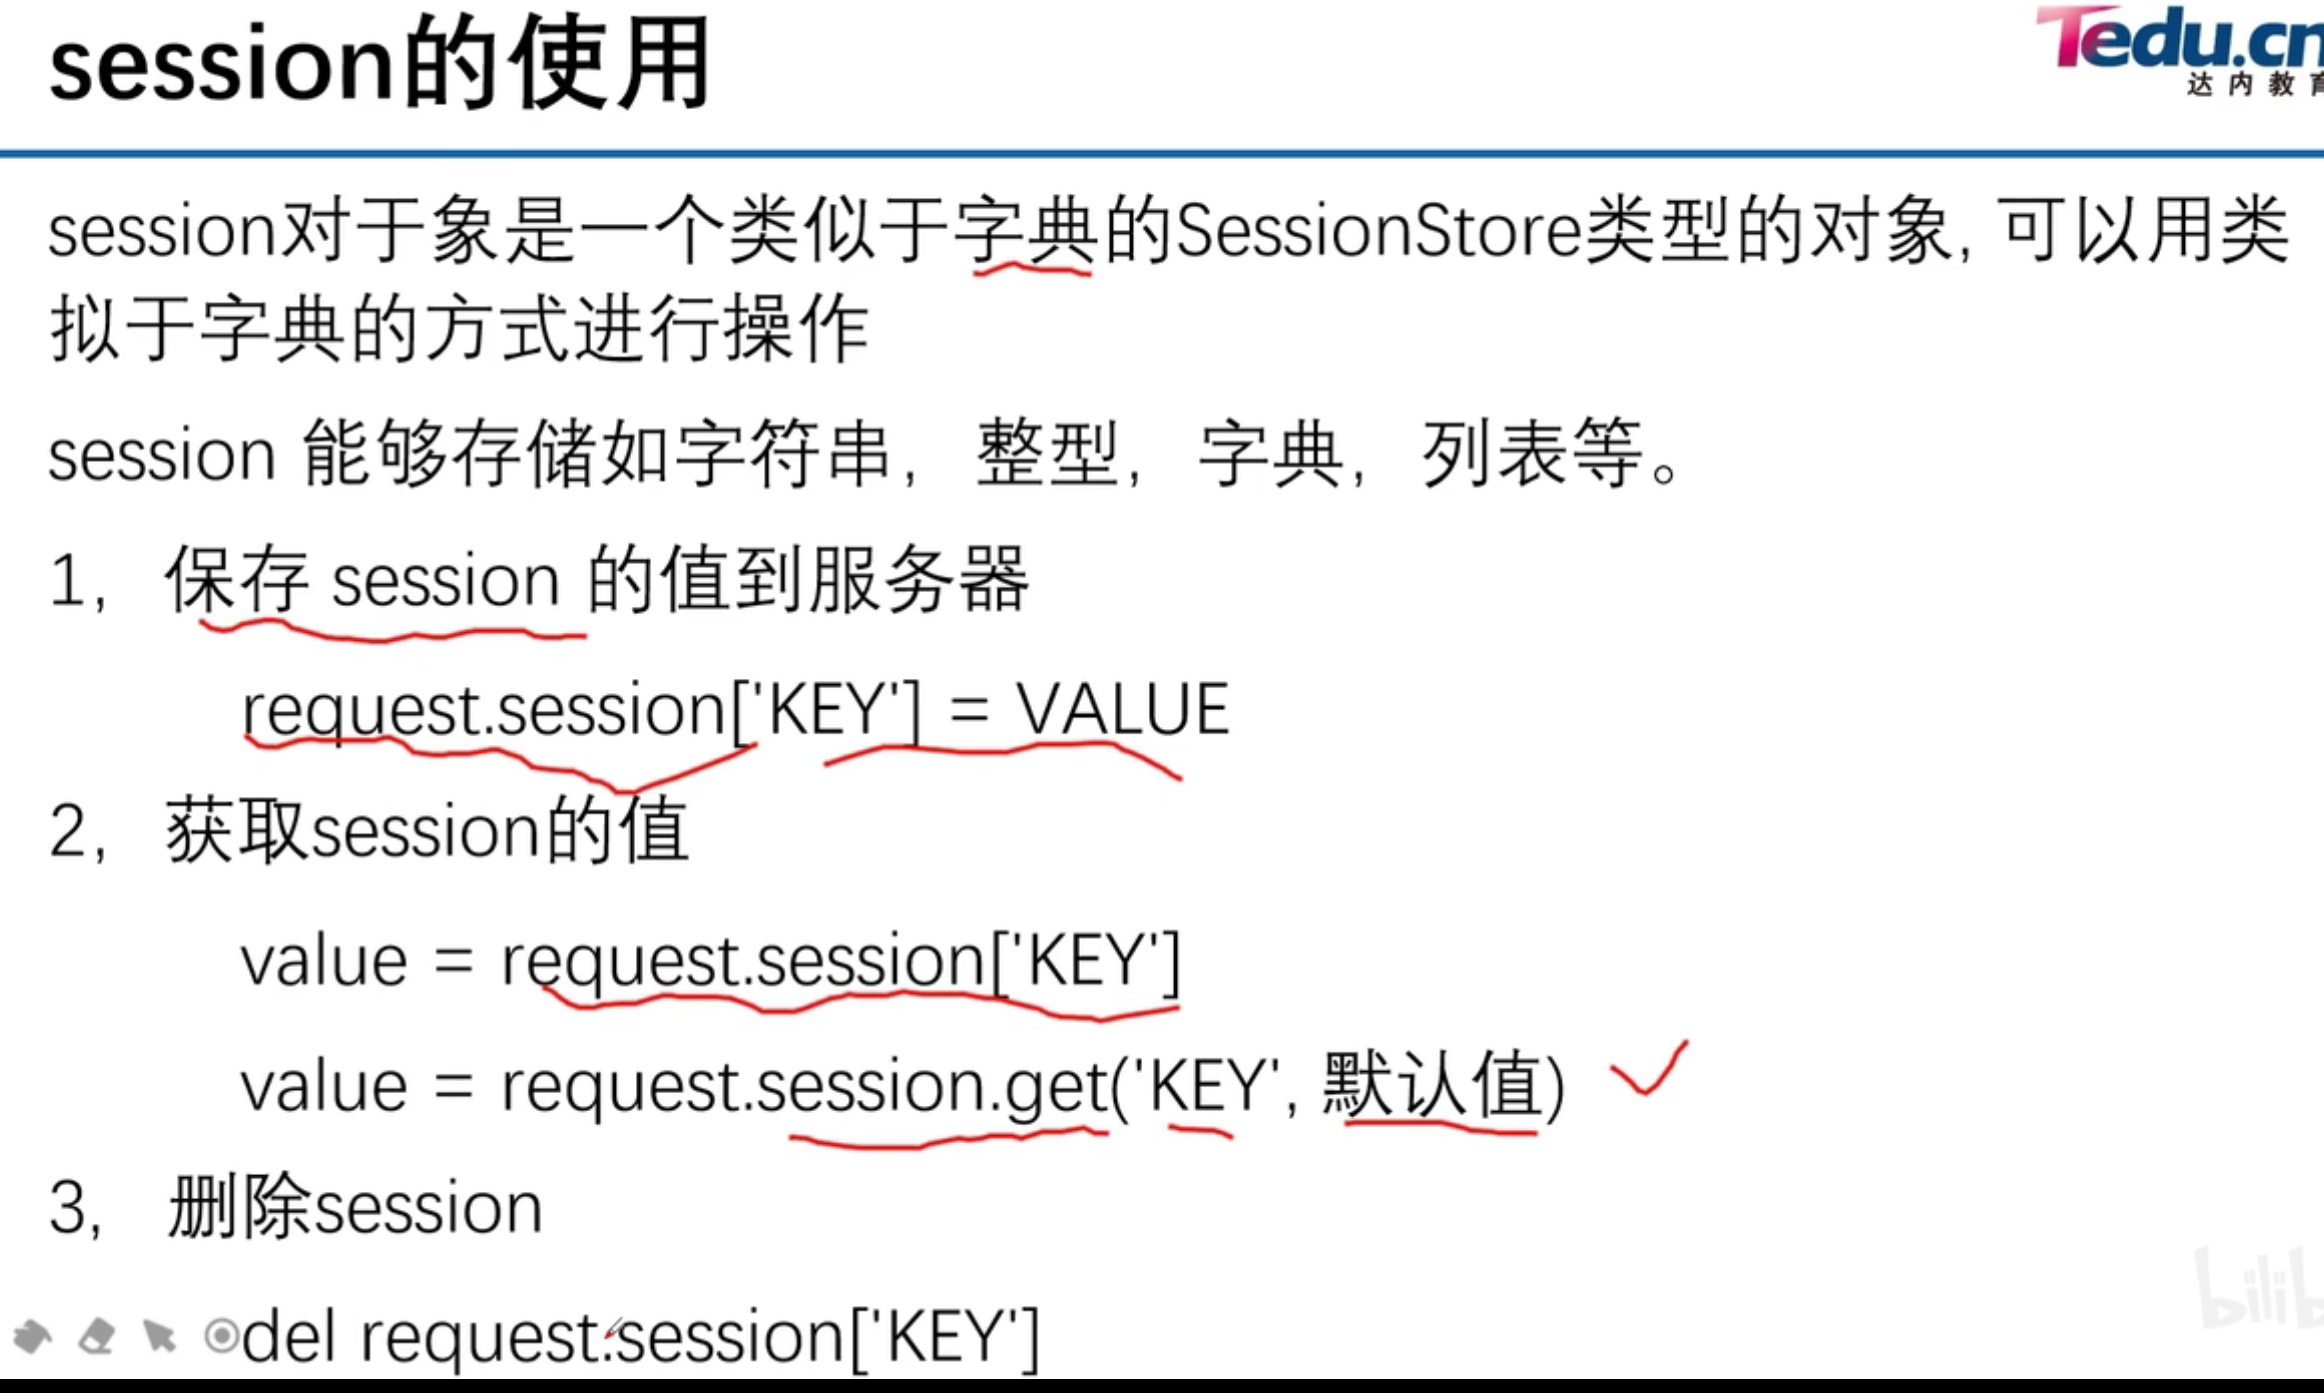 session的使用
Tedu.cn
达内教育
session对于象是一个类似于字典的SessionStore类型的对象, 可以用类
拟于字典的方式进行操作
session 能够存储如字符串， 整型， 字典， 列表等。
1， 保存 session 的值到服务器
request.session['KEY'] = VALUE
2， 获取session的值
value = request.session['KEY']
value = request.session.get('KEY', 默认值)
3， 删除session
del request.session['KEY']
bilib